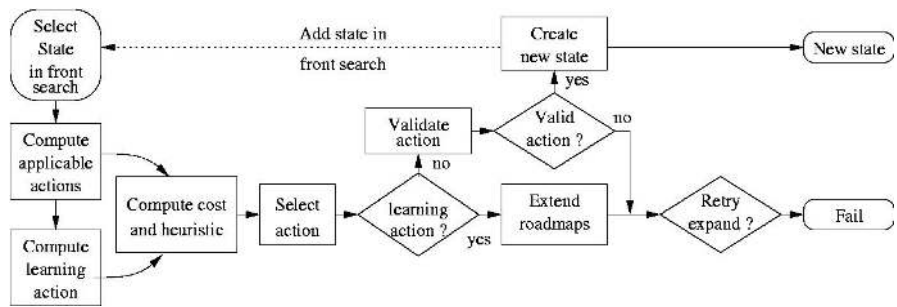 Select
State
in front
search
Add state in
front search
Create
new state
New state
yes
Validate
action
Valid
action ?
no
Compute
applicable
actions
no
Compute cost
and heuristic
Select
action
learning
action ?
yes
Extend
roadmaps
Retry
expand ?
Fail
Compute
learning
action